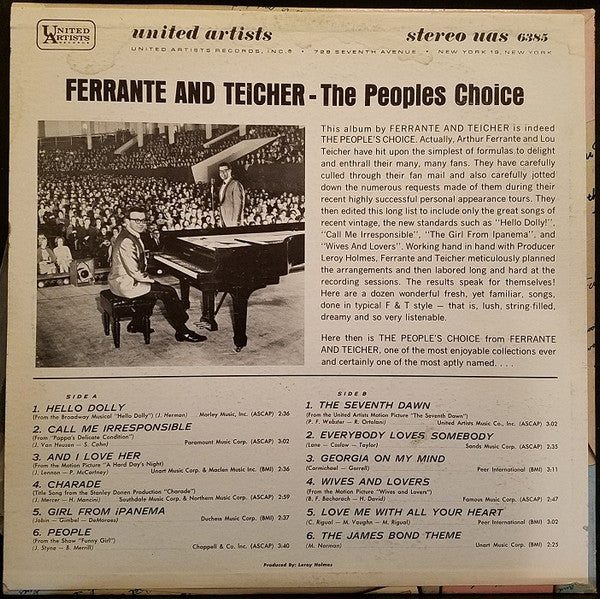 UNITED ARTISTS RECORDS
united artists
stereo uas 6385
UNITED ARTISTS RECORDS, INC.® • 729 SEVENTH AVENUE • NEW YORK 19, NEW YORK
FERRANTE AND TEICHER - The Peoples Choice
This album by FERRANTE AND TEICHER is indeed
THE PEOPLE'S CHOICE. Actually, Arthur Ferrante and Lou
Teicher have hit upon the simplest of formulas to delight
and enthrall their many, many fans. They have carefully
culled through their fan mail and also carefully jotted
down the numerous requests made of them during their
recent highly successful personal appearance tours. They
then edited this long list to include only the great songs of
recent vintage, the new standards such as "Hello Dolly!",
"Call Me Irresponsible", "The Girl From Ipanema", and
"Wives And Lovers". Working hand in hand with Producer
Leroy Holmes, Ferrante and Teicher meticulously planned
the arrangements and then labored long and hard at the
recording sessions. The results speak for themselves!
Here are a dozen wonderful fresh, yet familiar, songs,
done in typical F & T style — that is, lush, string filled,
dreamy and so very listenable.
Here then is THE PEOPLE'S CHOICE from FERRANTE
AND TEICHER, one of the most enjoyable collections ever
and certainly one of the most aptly named. . . .
SIDE A
1. HELLO DOLLY
(From the Broadway Musical "Hello Dolly") (J. Herman) Morley Music, Inc. (ASCAP) 2:36
2. CALL ME IRRESPONSIBLE
(From "Pappa's Delicate Condition")
(J. Van Heusen — S. Cahn) Paramount Music Corp. (ASCAP) 3:02
3. AND I LOVE HER
(From the Motion Picture "A Hard Day's Night)
(J. Lennon — P. McCartney) Unart Music Corp. & Maclen Music Inc. (BMI) 2:36
4. CHARADE
(Title Song from the Stanley Donen Production "Charade")
(J. Mercer — H. Mancini) Southdale Music Corp. & Northern Music Corp. (ASCAP) 2:59
5. GIRL FROM iPANEMA
(Jobin — Gimbel — DeMoraes) Duchess Music Corp. (BMI) 2:37
6. PEOPLE
(From the Show "Funny Girl")
(J. Styne — B. Merrill) Chappell & Co. Inc. (ASCAP) 3:40
SIDE B
1. THE SEVENTH DAWN
(From the United Artists Motion Picture "The Seventh Dawn")
(P. F. Webster — R. Ortolani) United Artists Music Co. Inc. (ASCAP) 3:02
2. EVERYBODY LOVES SOMEBODY
(Lane — Coslow — Taylor) Sands Music Corp. (ASCAP) 2:35
3. GEORGIA ON MY MIND
(Carmichael — Gorrell) Peer International (BMI) 3:11
4. WIVES AND LOVERS
(From the Motion Picture "Wives and Lovers")
(B. F. Bacharach — H. David) Famous Music Corp. (ASCAP) 2:47
5. LOVE ME WITH ALL YOUR HEART
(C. Rigual — M. Vaughn — M. Rigual) Peer International (BMI) 3:02
6. THE JAMES BOND THEME
(M. Norman) Unart Music Corp. (BMI) 2:25
Produced By: Leroy Holmes